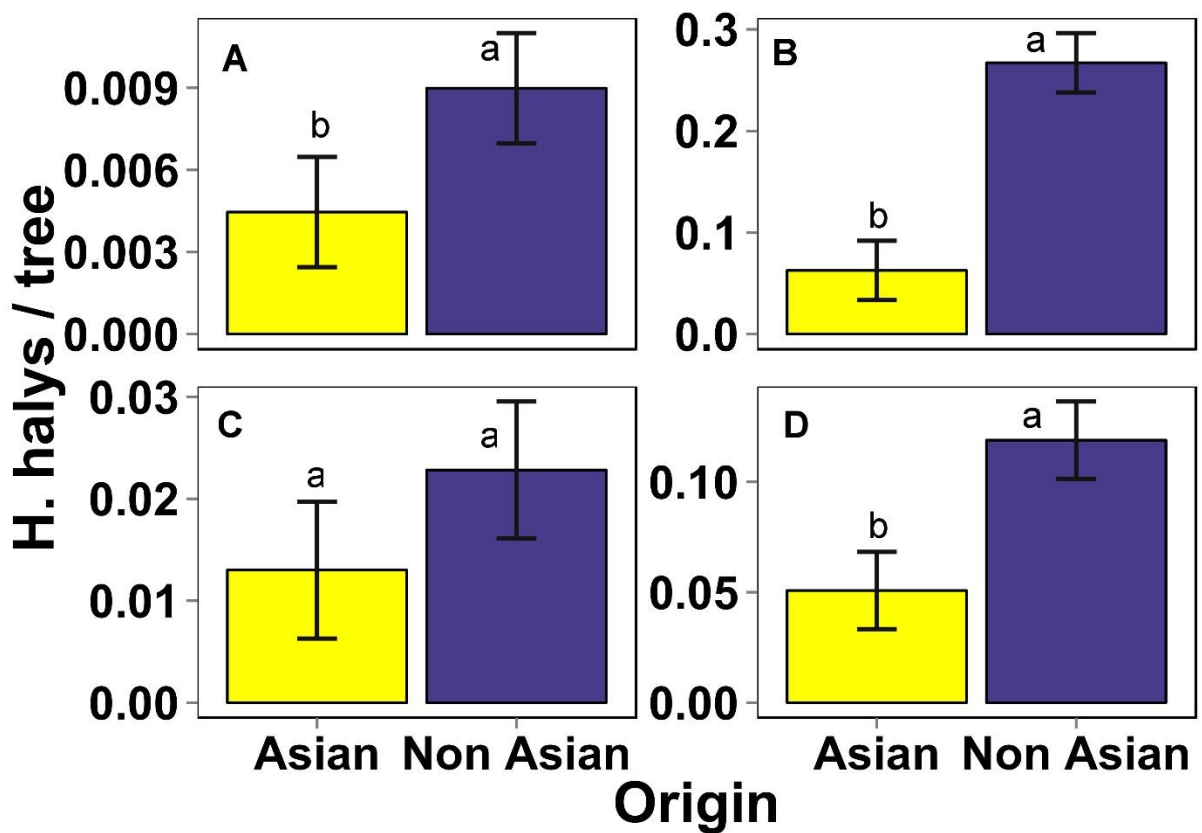 A
a
0.009
b
0.006
0.003
0.000
B
a
0.3
0.2
b
0.1
0.0
C
a
0.03
a
0.02
0.01
0.00
D
a
0.10
b
0.05
0.00
H. halys / tree
Asian Non Asian
Asian Non Asian
Origin